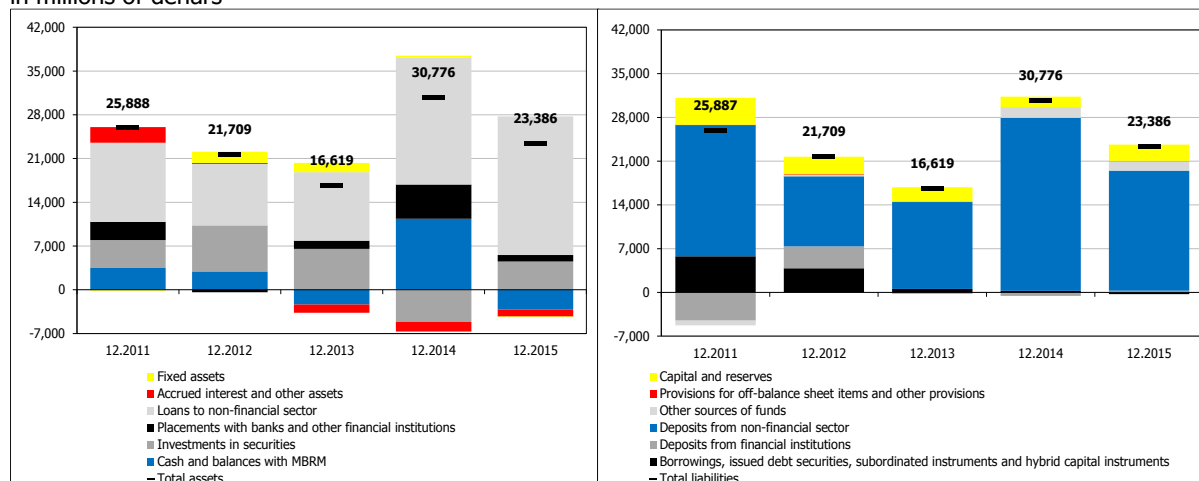 in millions of denars
42,000
35,000
28,000
21,000
14,000
7,000
0
-7,000
25,888
21,709
16,619
30,776
23,386
12.2011
12.2012
12.2013
12.2014
12.2015
Fixed assets
Accrued interest and other assets
Loans to non-financial sector
Placements with banks and other financial institutions
Investments in securities
Cash and balances with MBRM
Total assets
42,000
35,000
28,000
21,000
14,000
7,000
0
-7,000
25,887
21,709
16,619
30,776
23,386
12.2011
12.2012
12.2013
12.2014
12.2015
Capital and reserves
Provisions for off-balance sheet items and other provisions
Other sources of funds
Deposits from non-financial sector
Deposits from financial institutions
Borrowings, issued debt securities, subordinated instruments and hybrid capital instruments
Total liabilities